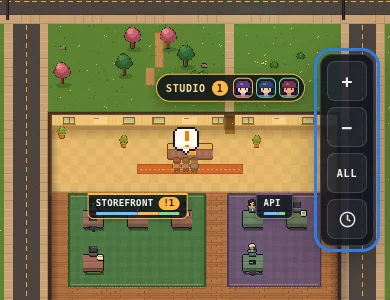 STUDIO 1
+
−
ALL
!
STOREFRONT !1
API